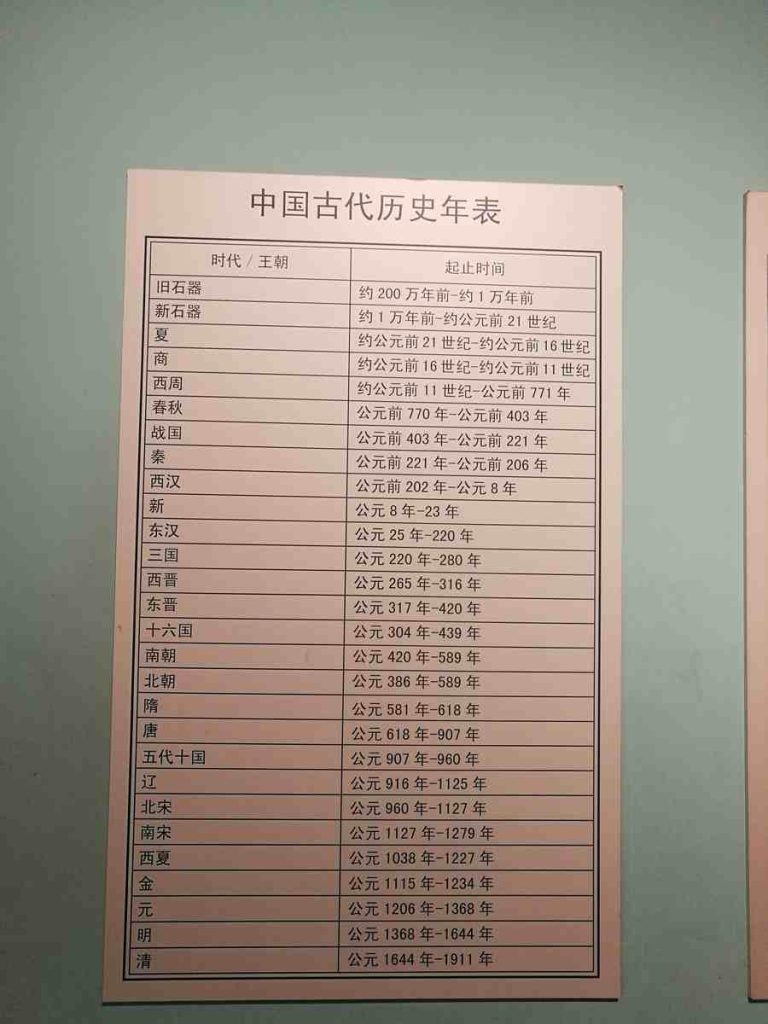 中国古代历史年表
时代 / 王朝 起止时间
旧石器 约 200 万年前-约 1 万年前
新石器 约 1 万年前-约公元前 21 世纪
夏 约公元前 21 世纪-约公元前 16 世纪
商 约公元前 16 世纪-约公元前 11 世纪
西周 约公元前 11 世纪-公元前 771 年
春秋 公元前 770 年-公元前 403 年
战国 公元前 403 年-公元前 221 年
秦 公元前 221 年-公元前 206 年
西汉 公元前 202 年-公元 8 年
新 公元 8 年-23 年
东汉 公元 25 年-220 年
三国 公元 220 年-280 年
西晋 公元 265 年-316 年
东晋 公元 317 年-420 年
十六国 公元 304 年-439 年
南朝 公元 420 年-589 年
北朝 公元 386 年-589 年
隋 公元 581 年-618 年
唐 公元 618 年-907 年
五代十国 公元 907 年-960 年
辽 公元 916 年-1125 年
北宋 公元 960 年-1127 年
南宋 公元 1127 年-1279 年
西夏 公元 1038 年-1227 年
金 公元 1115 年-1234 年
元 公元 1206 年-1368 年
明 公元 1368 年-1644 年
清 公元 1644 年-1911 年